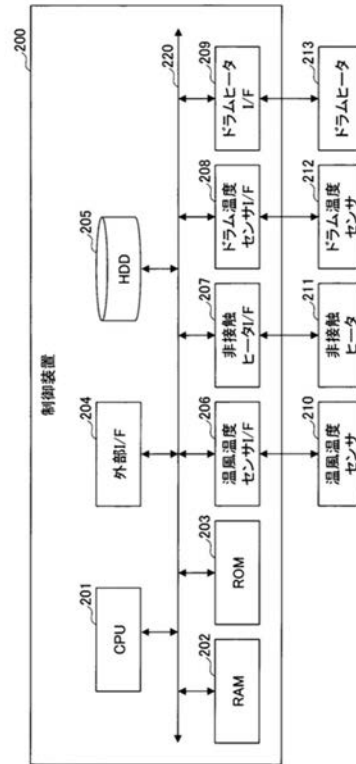 200
制御装置
201
CPU
204
外部I/F
205
HDD
220
202
RAM
203
ROM
206
温風温度
センサI/F
207
非接触
ヒータI/F
208
ドラム温度
センサI/F
209
ドラムヒータ
I/F
210
温風温度
センサ
211
非接触
ヒータ
212
ドラム温度
センサ
213
ドラムヒータ